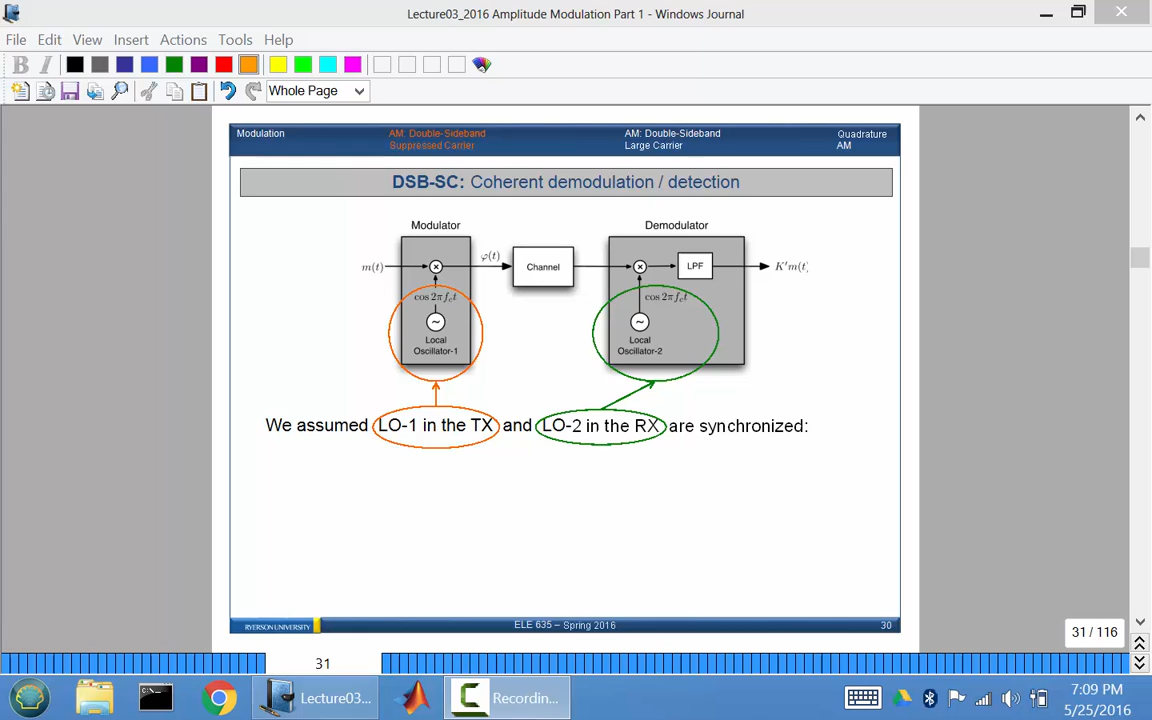 Lecture03_2016 Amplitude Modulation Part 1 - Windows Journal
File Edit View Insert Actions Tools Help
B I
Whole Page
Modulation
AM: Double-Sideband
Suppressed Carrier
AM: Double-Sideband
Large Carrier
Quadrature
AM
DSB-SC: Coherent demodulation / detection
Modulator
Demodulator
m(t)
φ(t)
Channel
LPF
K'm(t)
cos 2πf_c t
cos 2πf_c t
~
~
Local
Oscillator-1
Local
Oscillator-2
We assumed LO-1 in the TX and LO-2 in the RX are synchronized:
RYERSON UNIVERSITY
ELE 635 – Spring 2016
30
31 / 116
31
Lecture03...
Recordin...
7:09 PM
5/25/2016